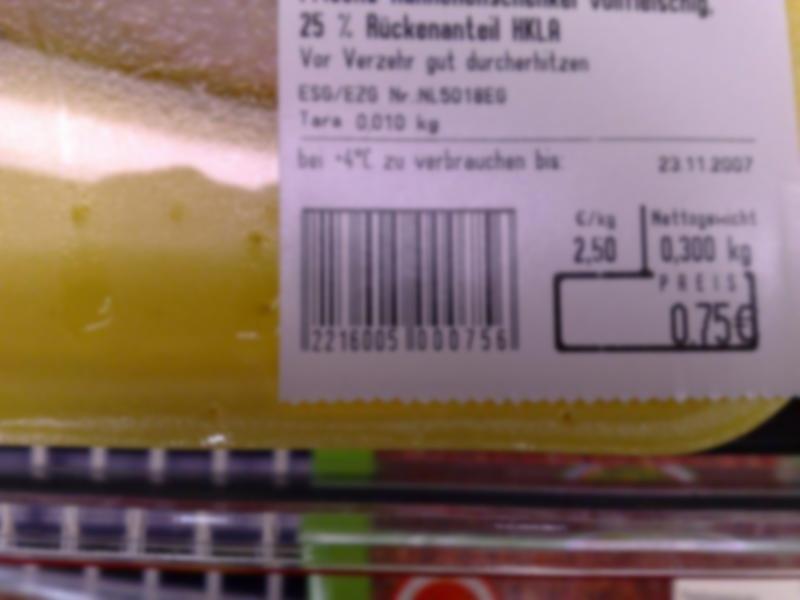 25 % Rückenanteil HKLA
Vor Verzehr gut durcherhitzen
ESG/EZG Nr.NL5018EG
Tara 0,010 kg
bei +4°C zu verbrauchen bis: 23.11.2007
€/kg Nettogewicht
2,50 0,300 kg
PREIS
0,75€
2216005 000756